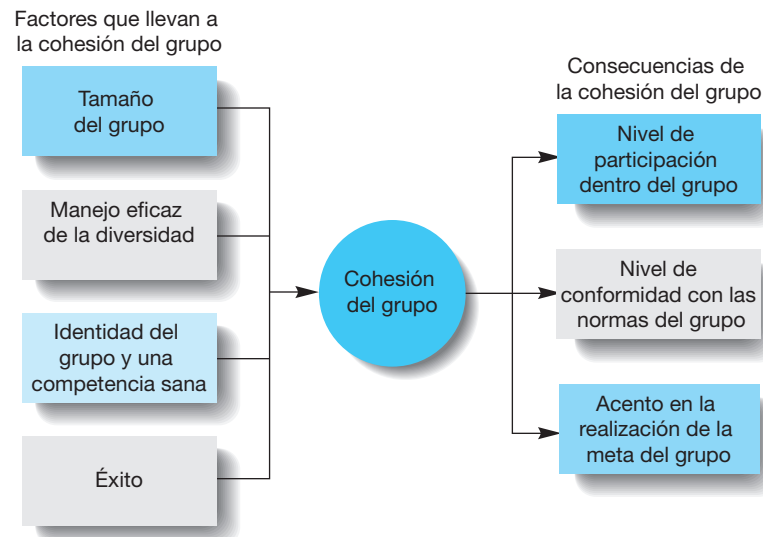 Factores que llevan a
la cohesión del grupo
Tamaño
del grupo
Manejo eficaz
de la diversidad
Identidad del
grupo y una
competencia sana
Éxito
Cohesión
del grupo
Consecuencias de
la cohesión del grupo
Nivel de
participación
dentro del grupo
Nivel de
conformidad con las
normas del grupo
Acento en la
realización de la
meta del grupo